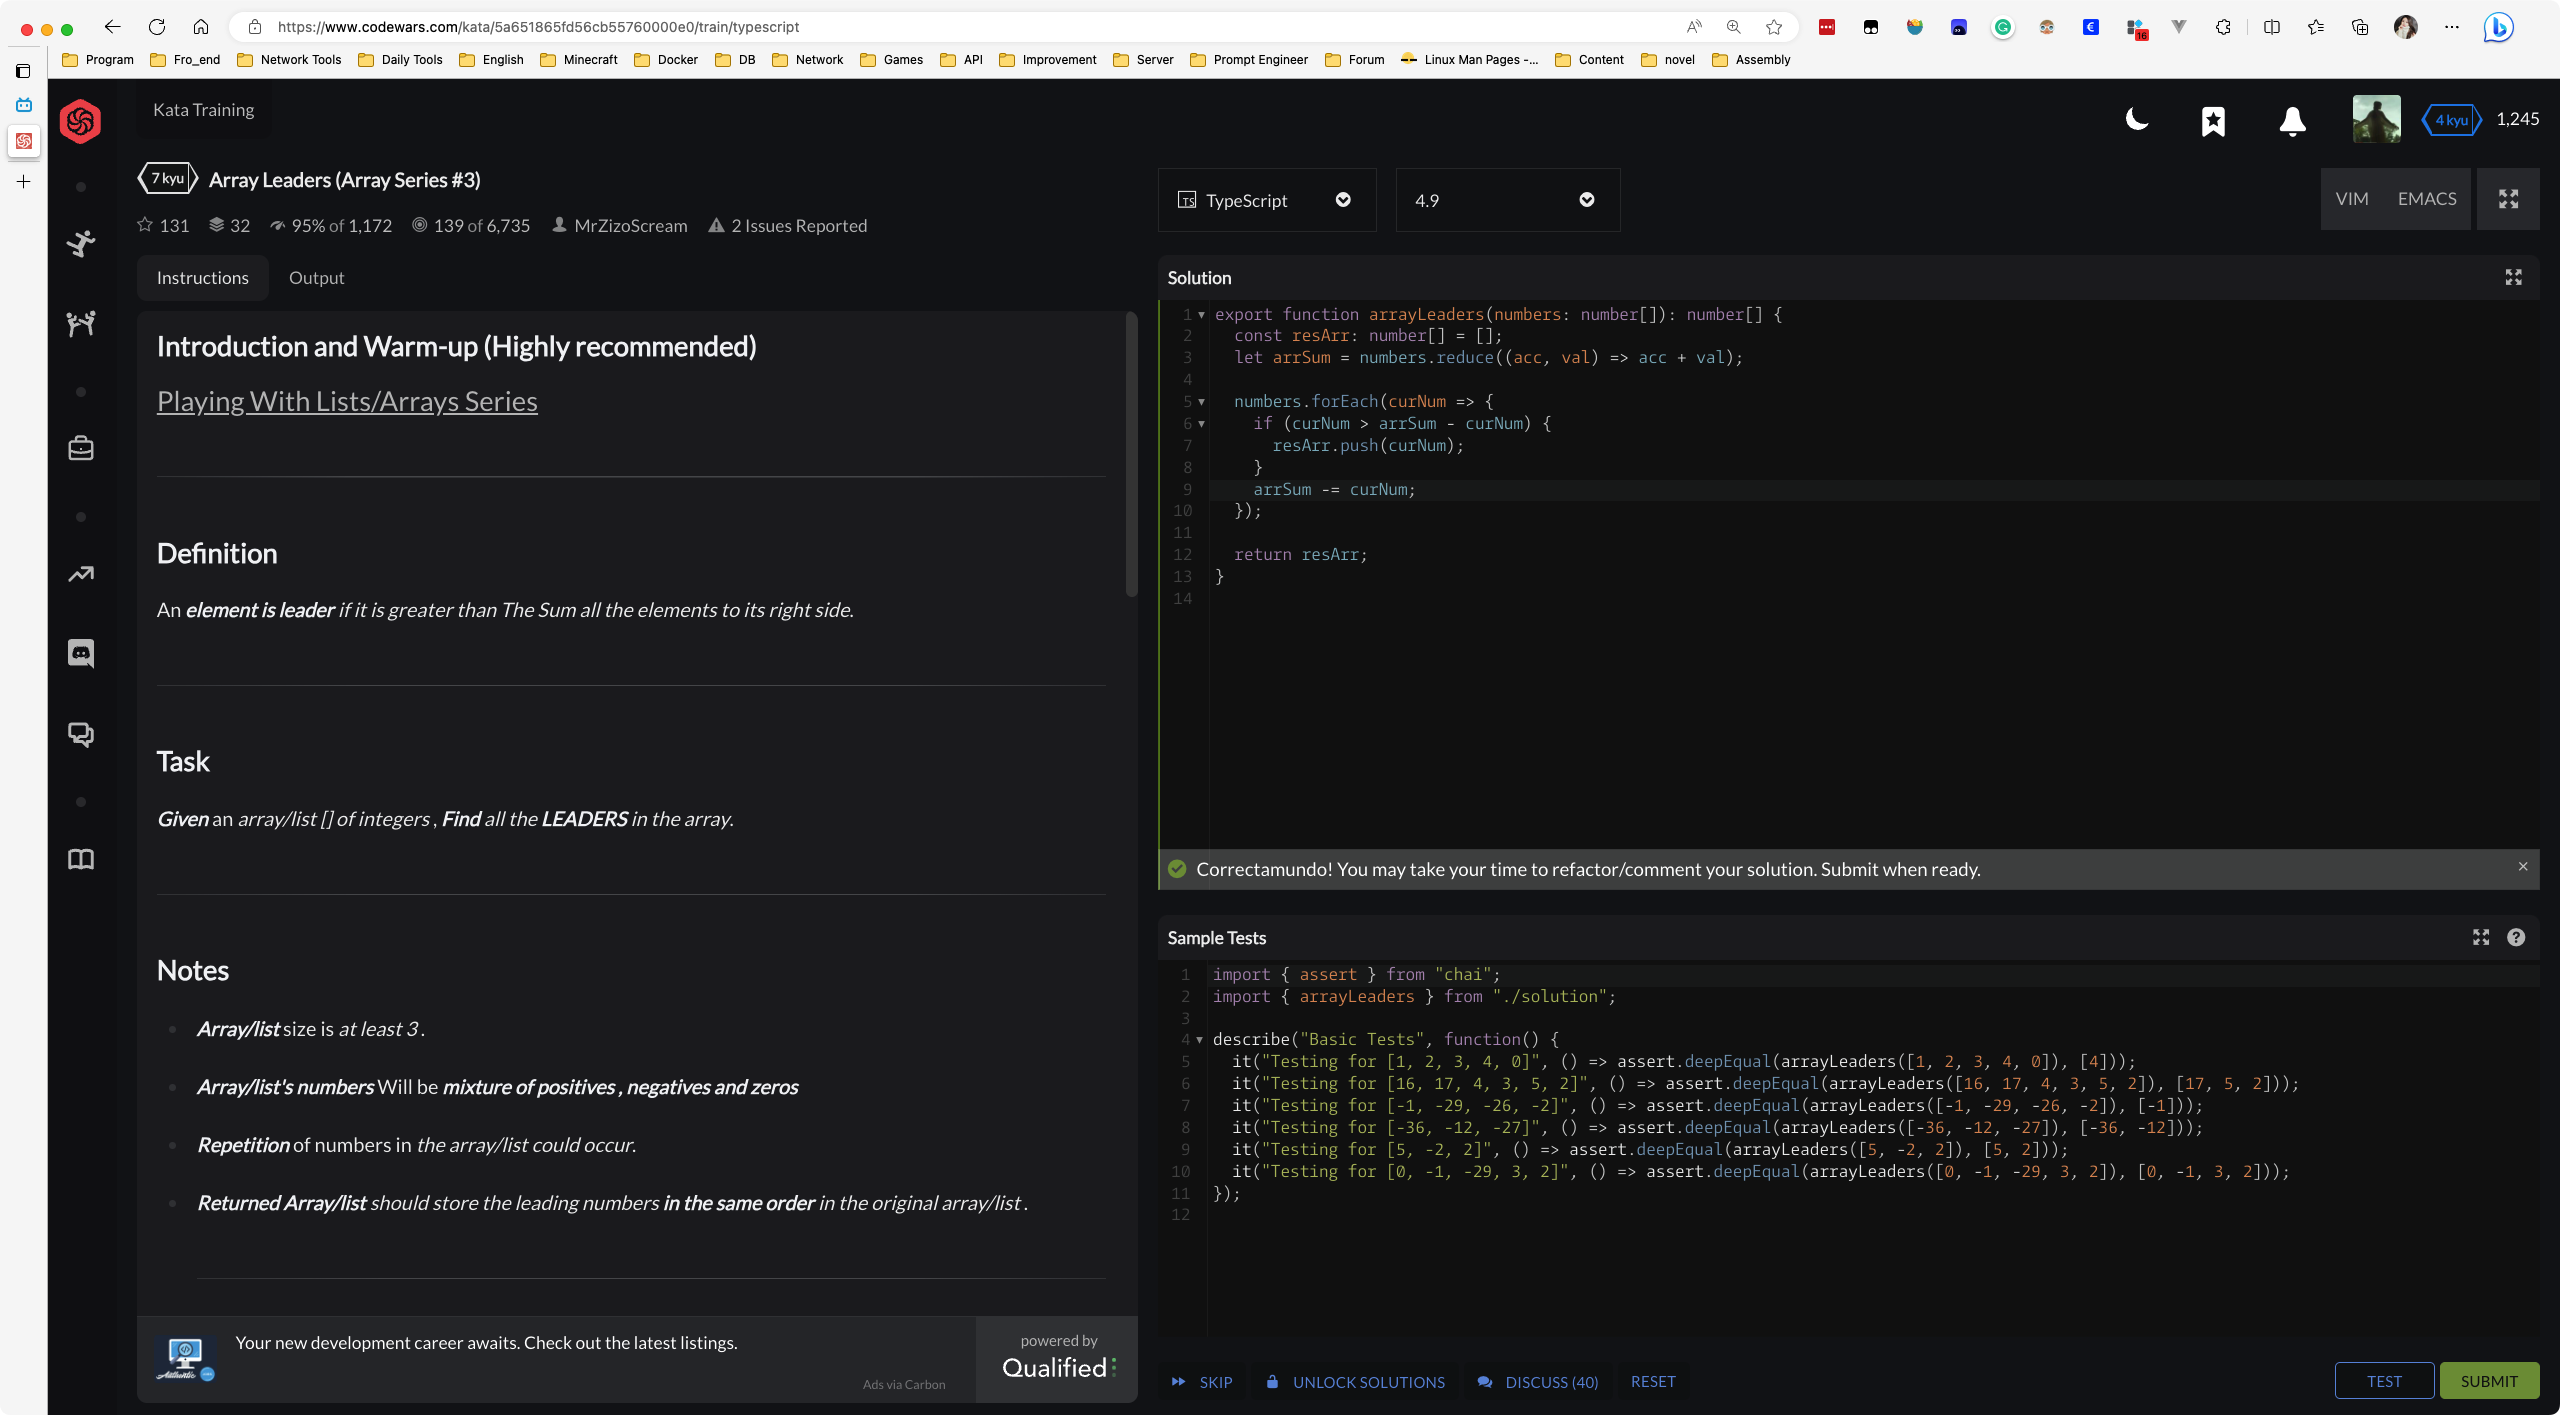 https://www.codewars.com/kata/5a651865fd56cb55760000e0/train/typescript
Program Fro_end Network Tools Daily Tools English Minecraft Docker DB Network Games API Improvement Server Prompt Engineer Forum Linux Man Pages -... Content novel Assembly
16
Kata Training
4 kyu 1,245
7 kyu Array Leaders (Array Series #3)
131 32 95% of 1,172 139 of 6,735 MrZizoScream 2 Issues Reported
Instructions Output
Introduction and Warm-up (Highly recommended)
Playing With Lists/Arrays Series
Definition
An element is leader if it is greater than The Sum all the elements to its right side.
Task
Given an array/list [] of integers , Find all the LEADERS in the array.
Notes
Array/list size is at least 3 .
Array/list's numbers Will be mixture of positives , negatives and zeros
Repetition of numbers in the array/list could occur.
Returned Array/list should store the leading numbers in the same order in the original array/list .
Your new development career awaits. Check out the latest listings.
Ads via Carbon
powered by
Qualified
TS TypeScript 4.9 VIM EMACS
Solution
1 export function arrayLeaders(numbers: number[]): number[] {
2 const resArr: number[] = [];
3 let arrSum = numbers.reduce((acc, val) => acc + val);
4
5 numbers.forEach(curNum => {
6 if (curNum > arrSum - curNum) {
7 resArr.push(curNum);
8 }
9 arrSum -= curNum;
10 });
11
12 return resArr;
13 }
14
Correctamundo! You may take your time to refactor/comment your solution. Submit when ready.
Sample Tests
1 import { assert } from "chai";
2 import { arrayLeaders } from "./solution";
3
4 describe("Basic Tests", function() {
5 it("Testing for [1, 2, 3, 4, 0]", () => assert.deepEqual(arrayLeaders([1, 2, 3, 4, 0]), [4]));
6 it("Testing for [16, 17, 4, 3, 5, 2]", () => assert.deepEqual(arrayLeaders([16, 17, 4, 3, 5, 2]), [17, 5, 2]));
7 it("Testing for [-1, -29, -26, -2]", () => assert.deepEqual(arrayLeaders([-1, -29, -26, -2]), [-1]));
8 it("Testing for [-36, -12, -27]", () => assert.deepEqual(arrayLeaders([-36, -12, -27]), [-36, -12]));
9 it("Testing for [5, -2, 2]", () => assert.deepEqual(arrayLeaders([5, -2, 2]), [5, 2]));
10 it("Testing for [0, -1, -29, 3, 2]", () => assert.deepEqual(arrayLeaders([0, -1, -29, 3, 2]), [0, -1, 3, 2]));
11 });
12
SKIP UNLOCK SOLUTIONS DISCUSS (40) RESET TEST SUBMIT